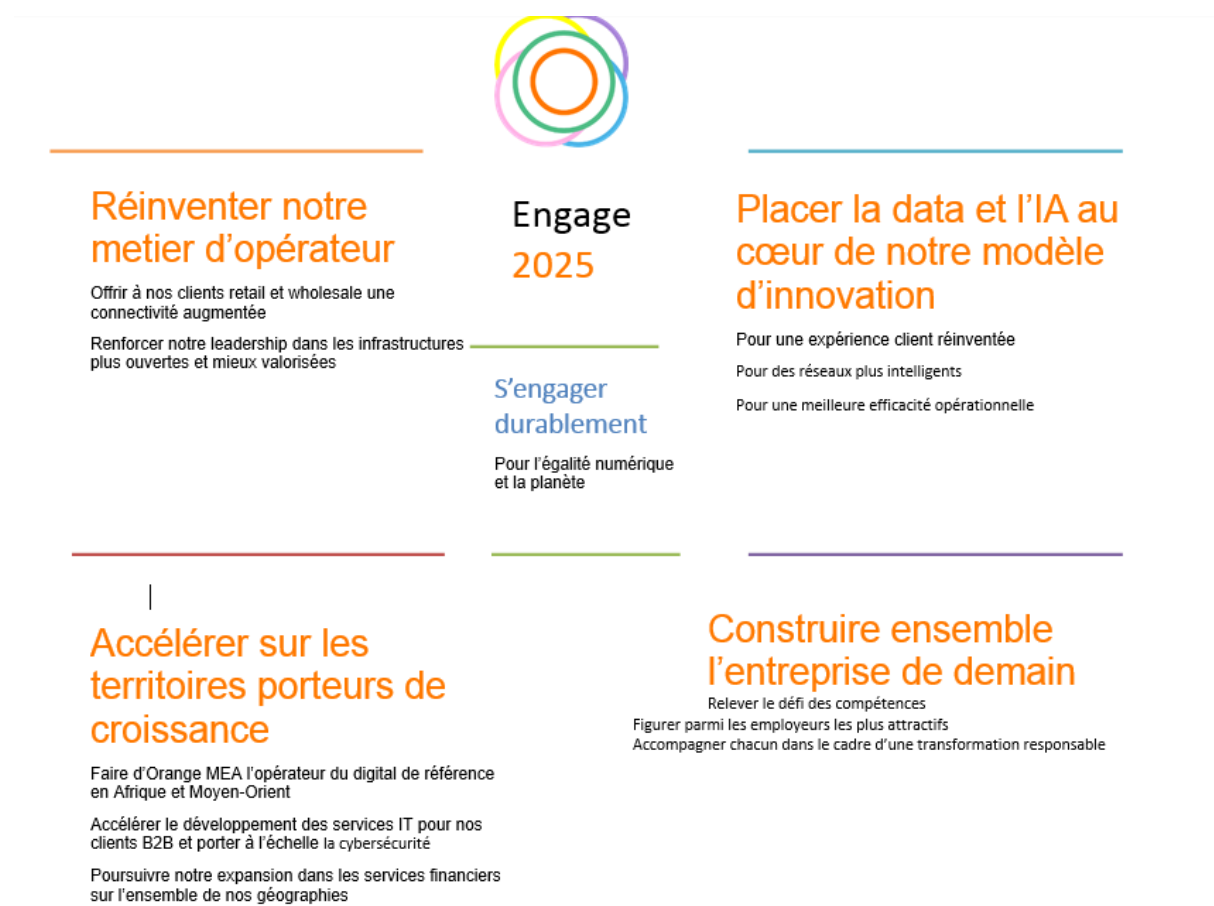 Réinventer notre
metier d'opérateur
Offrir à nos clients retail et wholesale une
connectivité augmentée
Renforcer notre leadership dans les infrastructures
plus ouvertes et mieux valorisées
Engage
2025
S'engager
durablement
Pour l'égalité numérique
et la planète
Placer la data et l'IA au
cœur de notre modèle
d'innovation
Pour une expérience client réinventée
Pour des réseaux plus intelligents
Pour une meilleure efficacité opérationnelle
Accélérer sur les
territoires porteurs de
croissance
Faire d'Orange MEA l'opérateur du digital de référence
en Afrique et Moyen-Orient
Accélérer le développement des services IT pour nos
clients B2B et porter à l'échelle la cybersécurité
Poursuivre notre expansion dans les services financiers
sur l'ensemble de nos géographies
Construire ensemble
l'entreprise de demain
Relever le défi des compétences
Figurer parmi les employeurs les plus attractifs
Accompagner chacun dans le cadre d'une transformation responsable